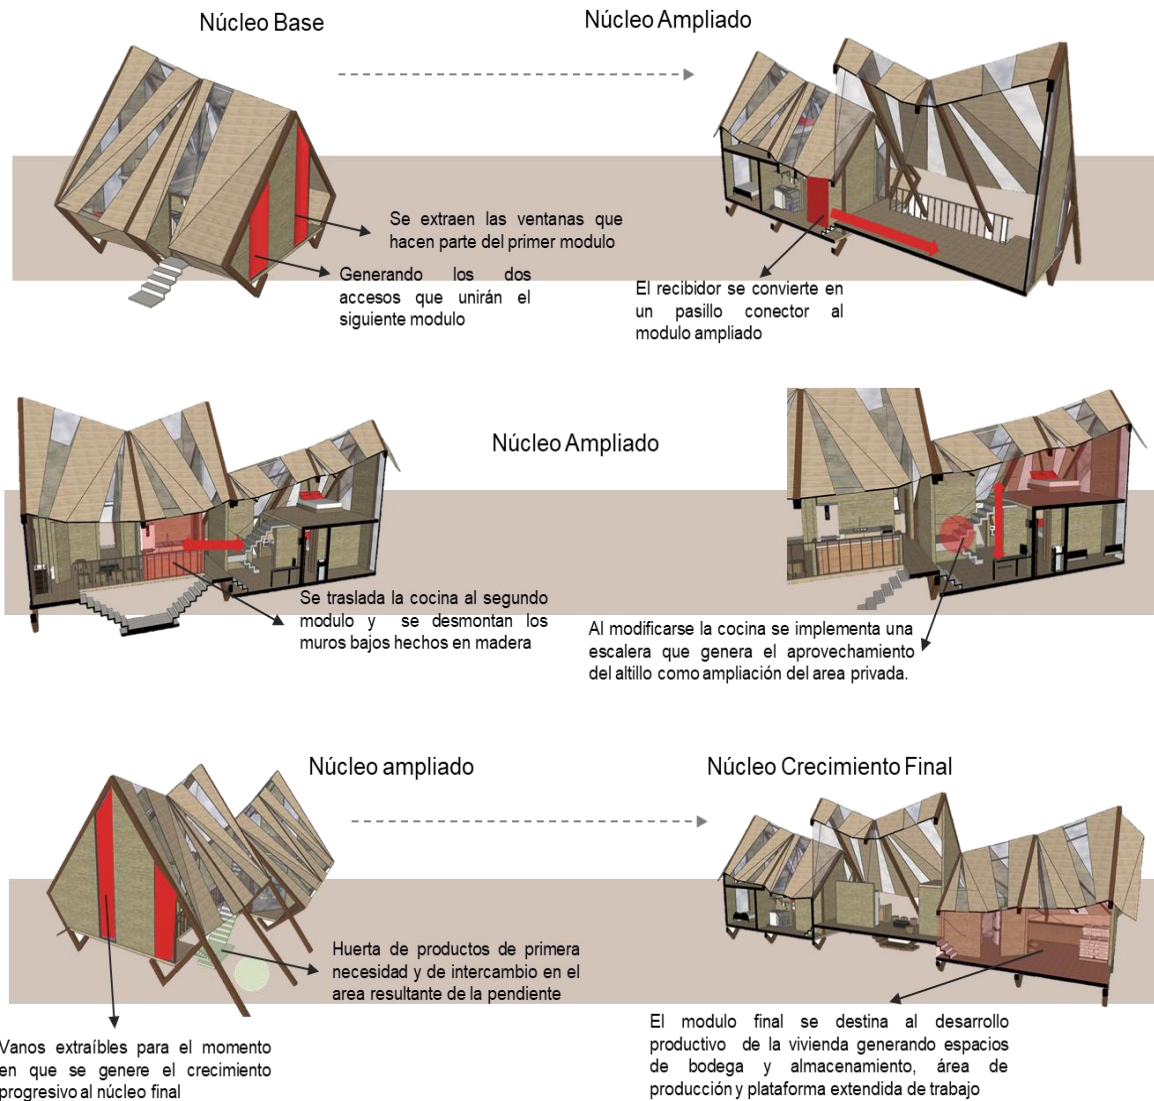 Núcleo Base
Núcleo Ampliado
Se extraen las ventanas que
hacen parte del primer modulo
Generando los dos
accesos que unirán el
siguiente modulo
El recibidor se convierte en
un pasillo conector al
modulo ampliado
Núcleo Ampliado
Se traslada la cocina al segundo
modulo y se desmontan los
muros bajos hechos en madera
Al modificarse la cocina se implementa una
escalera que genera el aprovechamiento
del altillo como ampliación del area privada.
Núcleo ampliado
Núcleo Crecimiento Final
Huerta de productos de primera
necesidad y de intercambio en el
area resultante de la pendiente
Vanos extraíbles para el momento
en que se genere el crecimiento
progresivo al núcleo final
El modulo final se destina al desarrollo
productivo de la vivienda generando espacios
de bodega y almacenamiento, área de
producción y plataforma extendida de trabajo